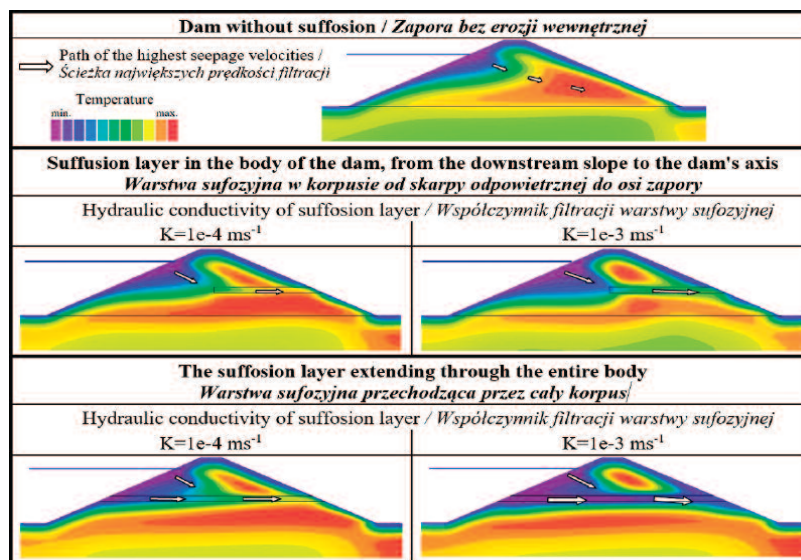 Dam without suffosion / Zapora bez erozji wewnętrznej
Path of the highest seepage velocities /
Ścieżka największych prędkości filtracji
Temperature
min. max.
Suffusion layer in the body of the dam, from the downstream slope to the dam's axis
Warstwa sufozyjna w korpusie od skarpy odpowietrznej do osi zapory
Hydraulic conductivity of suffosion layer / Współczynnik filtracji warstwy sufozyjnej
K=1e-4 ms⁻¹ K=1e-3 ms⁻¹
The suffosion layer extending through the entire body
Warstwa sufozyjna przechodząca przez cały korpus
Hydraulic conductivity of suffosion layer / Współczynnik filtracji warstwy sufozyjnej
K=1e-4 ms⁻¹ K=1e-3 ms⁻¹